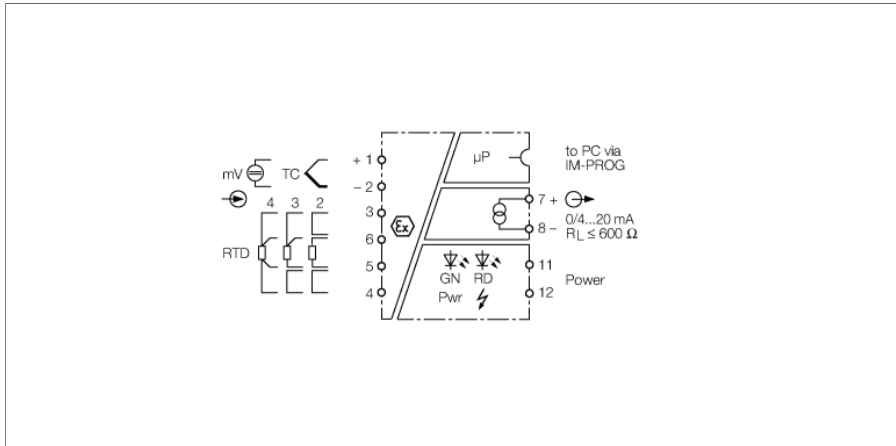 mV
TC
+ 1
µP
to PC via
IM-PROG
- 2
4 3 2
3
Ex
7 +
0/4...20 mA
8 -
RL ≤ 600 Ω
RTD
6
5
11
GN RD
Power
4
Pwr
12